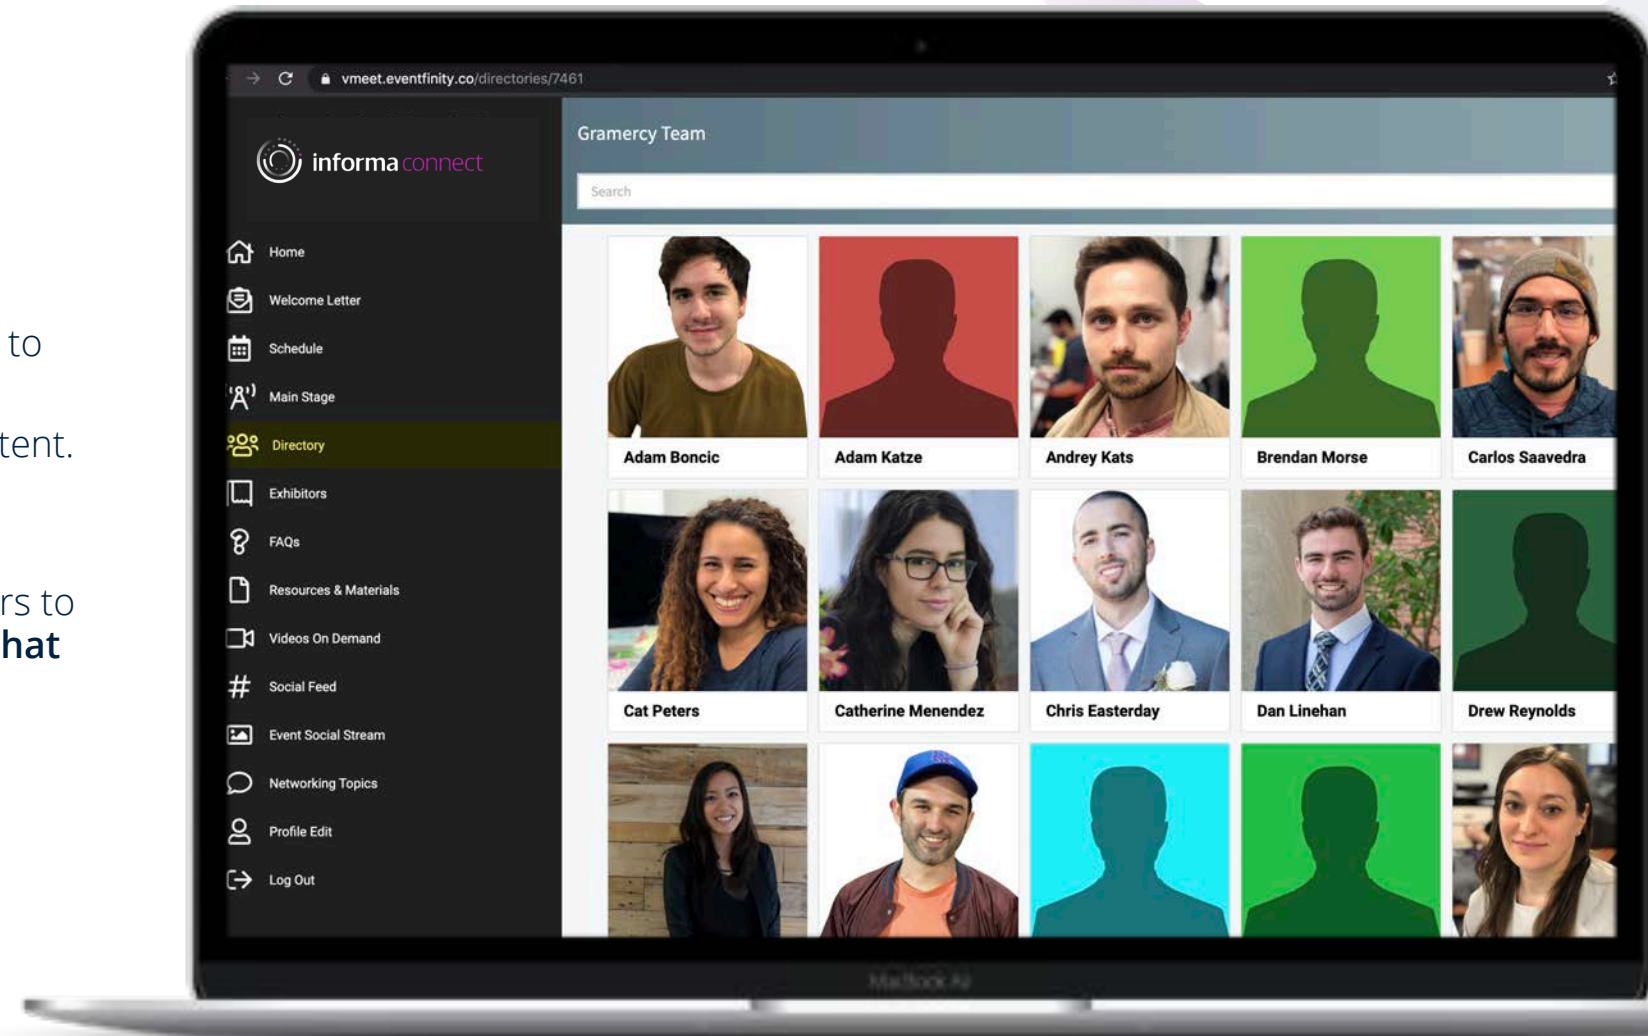 to
tent.
rs to
hat
vmeet.eventfinity.co/directories/7461
informa connect
Home
Welcome Letter
Schedule
Main Stage
Directory
Exhibitors
FAQs
Resources & Materials
Videos On Demand
Social Feed
Event Social Stream
Networking Topics
Profile Edit
Log Out
Gramercy Team
Search
Adam Boncic
Adam Katze
Andrey Kats
Brendan Morse
Carlos Saavedra
Cat Peters
Catherine Menendez
Chris Easterday
Dan Linehan
Drew Reynolds
MacBook Air